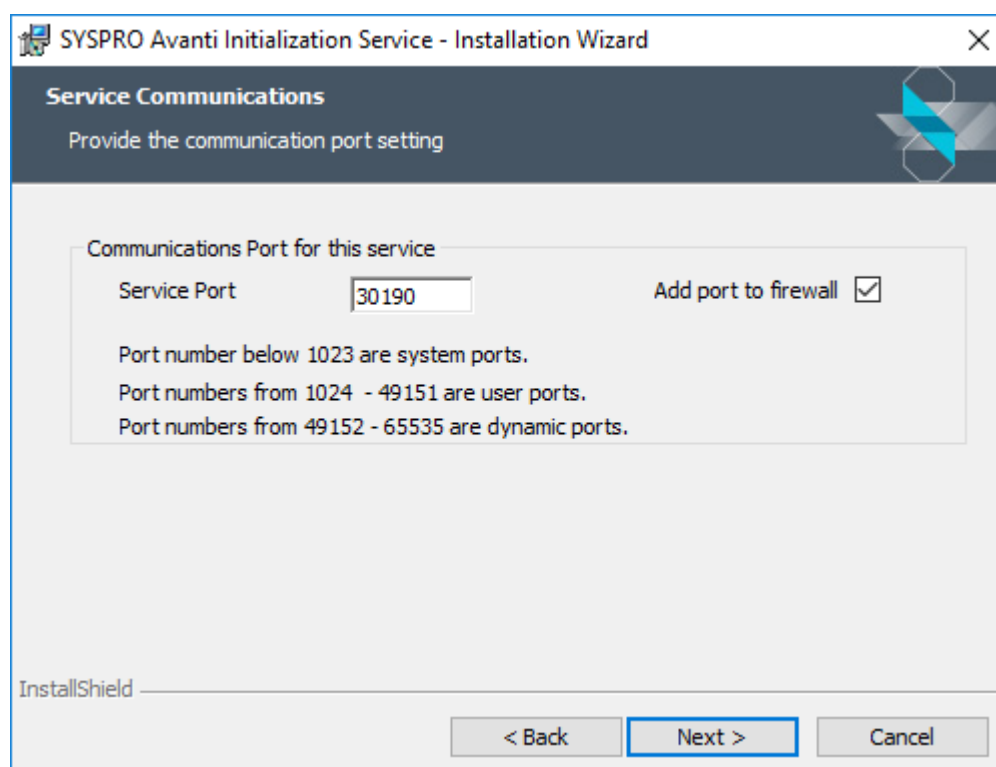 SYSPRO Avanti Initialization Service - Installation Wizard
Service Communications
Provide the communication port setting
Communications Port for this service
Service Port 30190 Add port to firewall
Port number below 1023 are system ports.
Port numbers from 1024 - 49151 are user ports.
Port numbers from 49152 - 65535 are dynamic ports.
InstallShield
< Back Next > Cancel